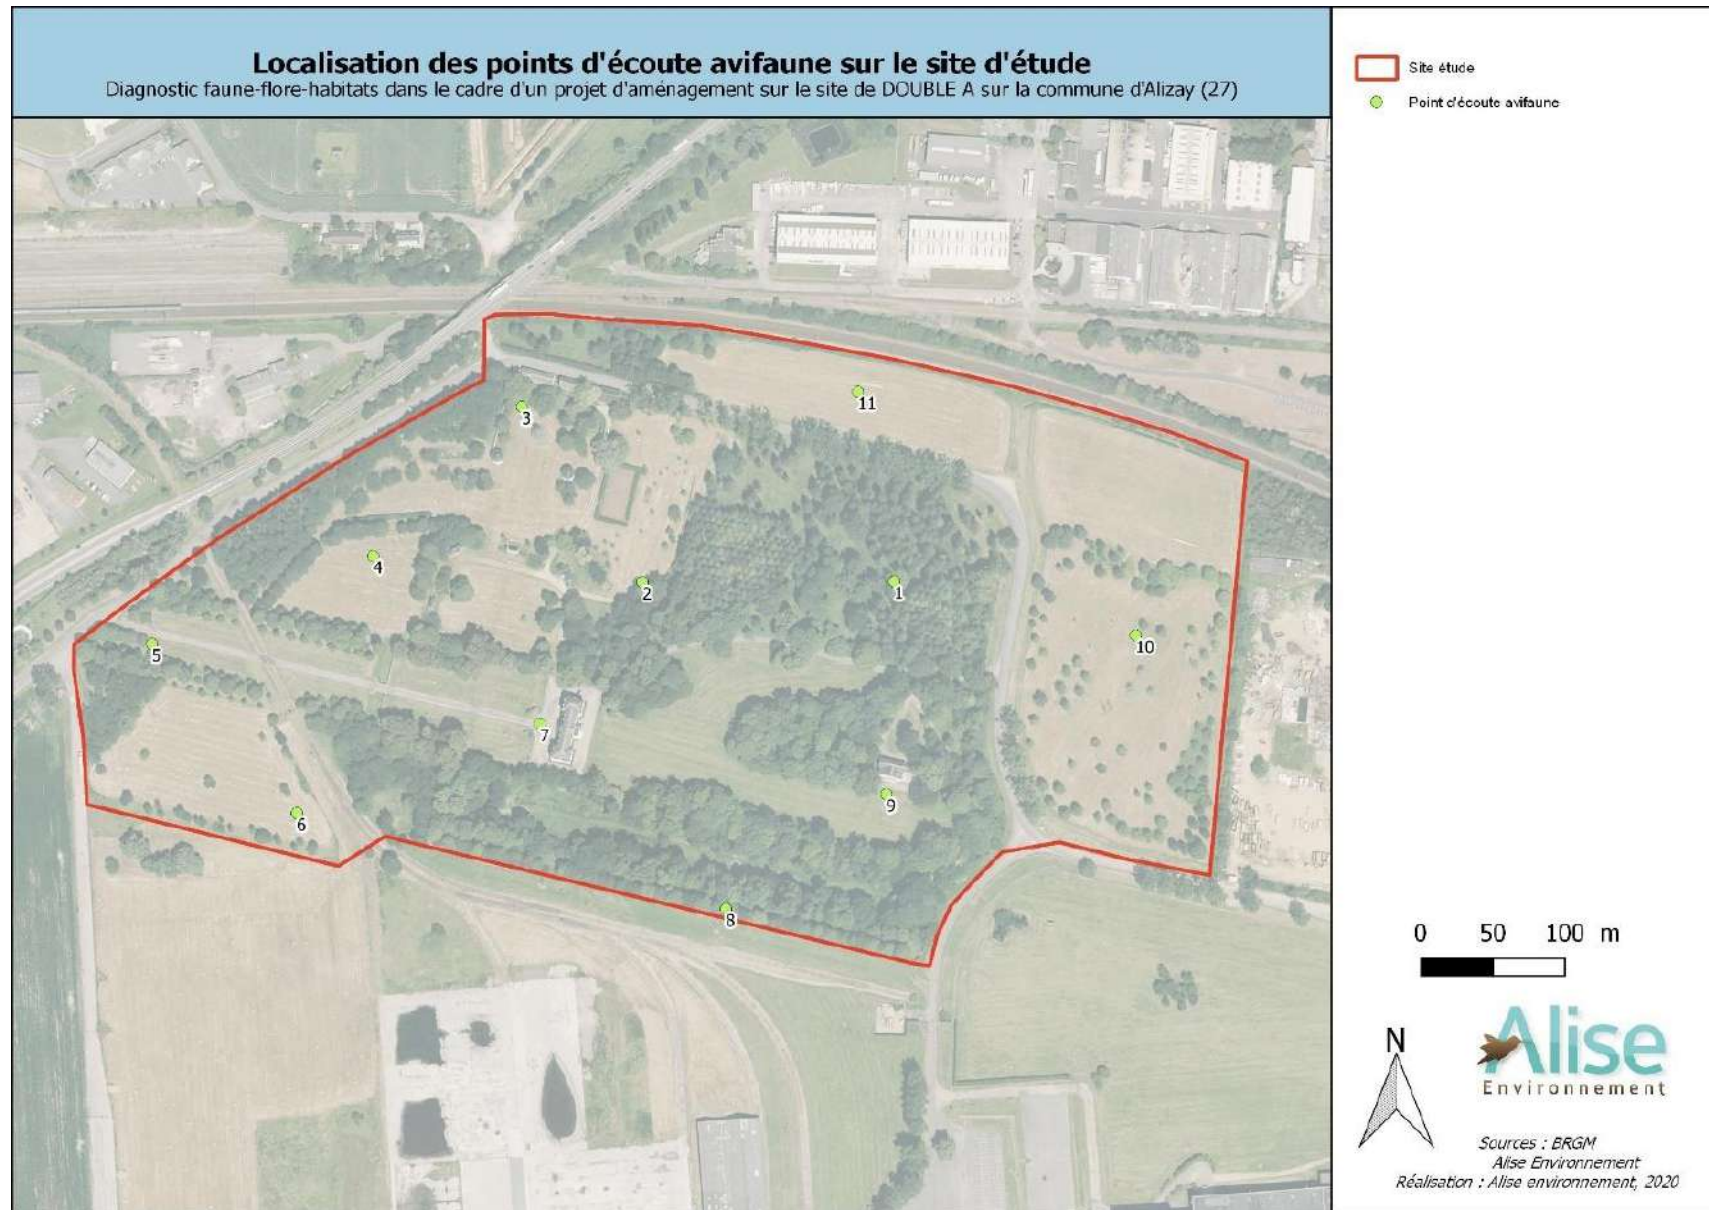 Localisation des points d'écoute avifaune sur le site d'étude
Diagnostic faune-flore-habitats dans le cadre d'un projet d'aménagement sur le site de DOUBLE A sur la commune d'Alizay (27)
Site étude
Point d'écoute avifaune
11
3
4
2
1
5
10
7
6
9
8
0 50 100 m
N
Alise
Environnement
Sources : BRGM
Alise Environnement
Réalisation : Alise environnement, 2020